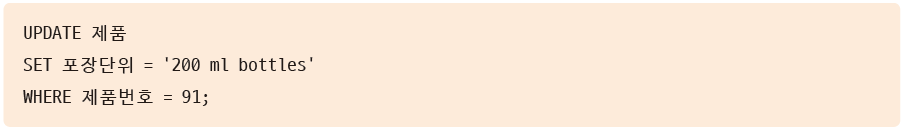 UPDATE 제품
SET 포장단위 = '200 ml bottles'
WHERE 제품번호 = 91;